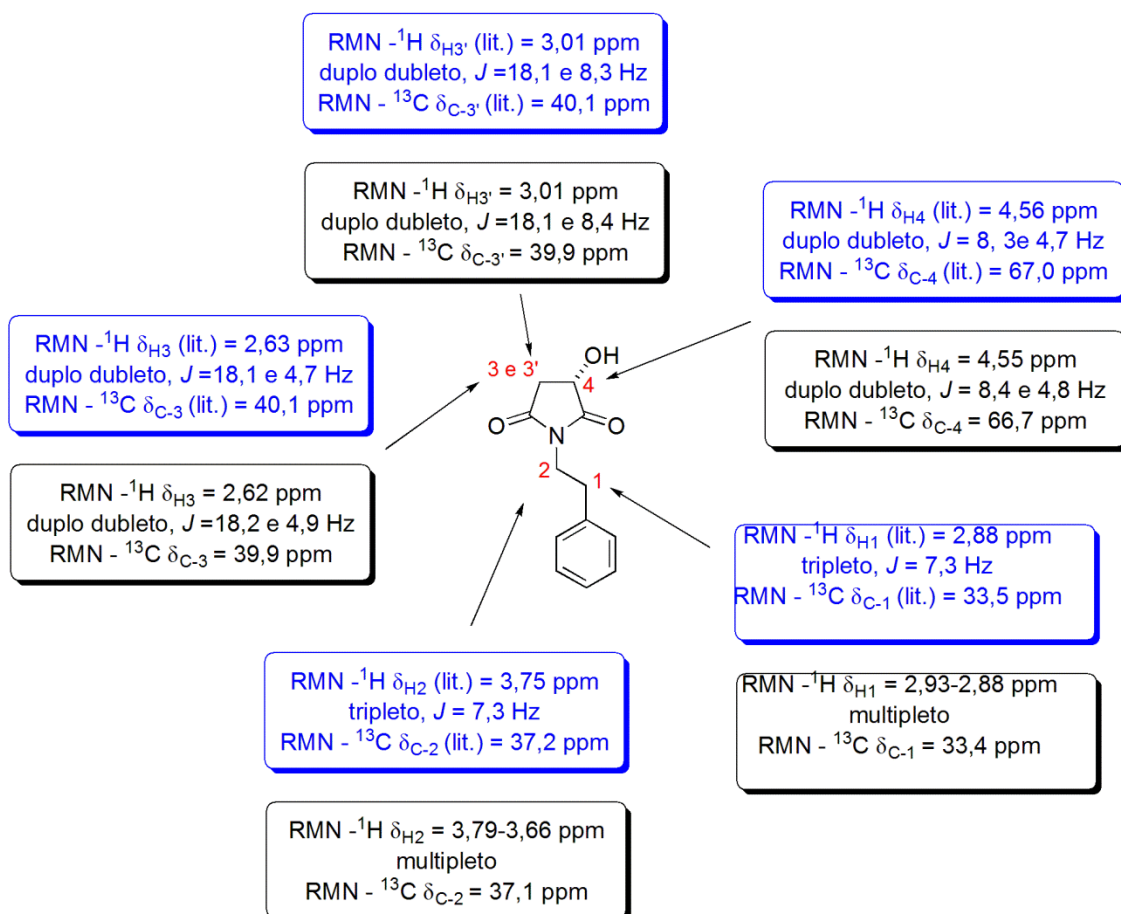 RMN -¹H δH3' (lit.) = 3,01 ppm
duplo dubleto, J =18,1 e 8,3 Hz
RMN - ¹³C δC-3' (lit.) = 40,1 ppm
RMN -¹H δH3' = 3,01 ppm
duplo dubleto, J =18,1 e 8,4 Hz
RMN - ¹³C δC-3' = 39,9 ppm
RMN -¹H δH4 (lit.) = 4,56 ppm
duplo dubleto, J = 8, 3e 4,7 Hz
RMN - ¹³C δC-4 (lit.) = 67,0 ppm
RMN -¹H δH3 (lit.) = 2,63 ppm
duplo dubleto, J =18,1 e 4,7 Hz
RMN - ¹³C δC-3 (lit.) = 40,1 ppm
RMN -¹H δH4 = 4,55 ppm
duplo dubleto, J = 8,4 e 4,8 Hz
RMN - ¹³C δC-4 = 66,7 ppm
3 e 3'
OH
4
O
N
O
2
1
RMN -¹H δH3 = 2,62 ppm
duplo dubleto, J =18,2 e 4,9 Hz
RMN - ¹³C δC-3 = 39,9 ppm
RMN -¹H δH1 (lit.) = 2,88 ppm
tripleto, J = 7,3 Hz
RMN - ¹³C δC-1 (lit.) = 33,5 ppm
RMN -¹H δH2 (lit.) = 3,75 ppm
tripleto, J = 7,3 Hz
RMN - ¹³C δC-2 (lit.) = 37,2 ppm
RMN -¹H δH1 = 2,93-2,88 ppm
multipleto
RMN - ¹³C δC-1 = 33,4 ppm
RMN -¹H δH2 = 3,79-3,66 ppm
multipleto
RMN - ¹³C δC-2 = 37,1 ppm